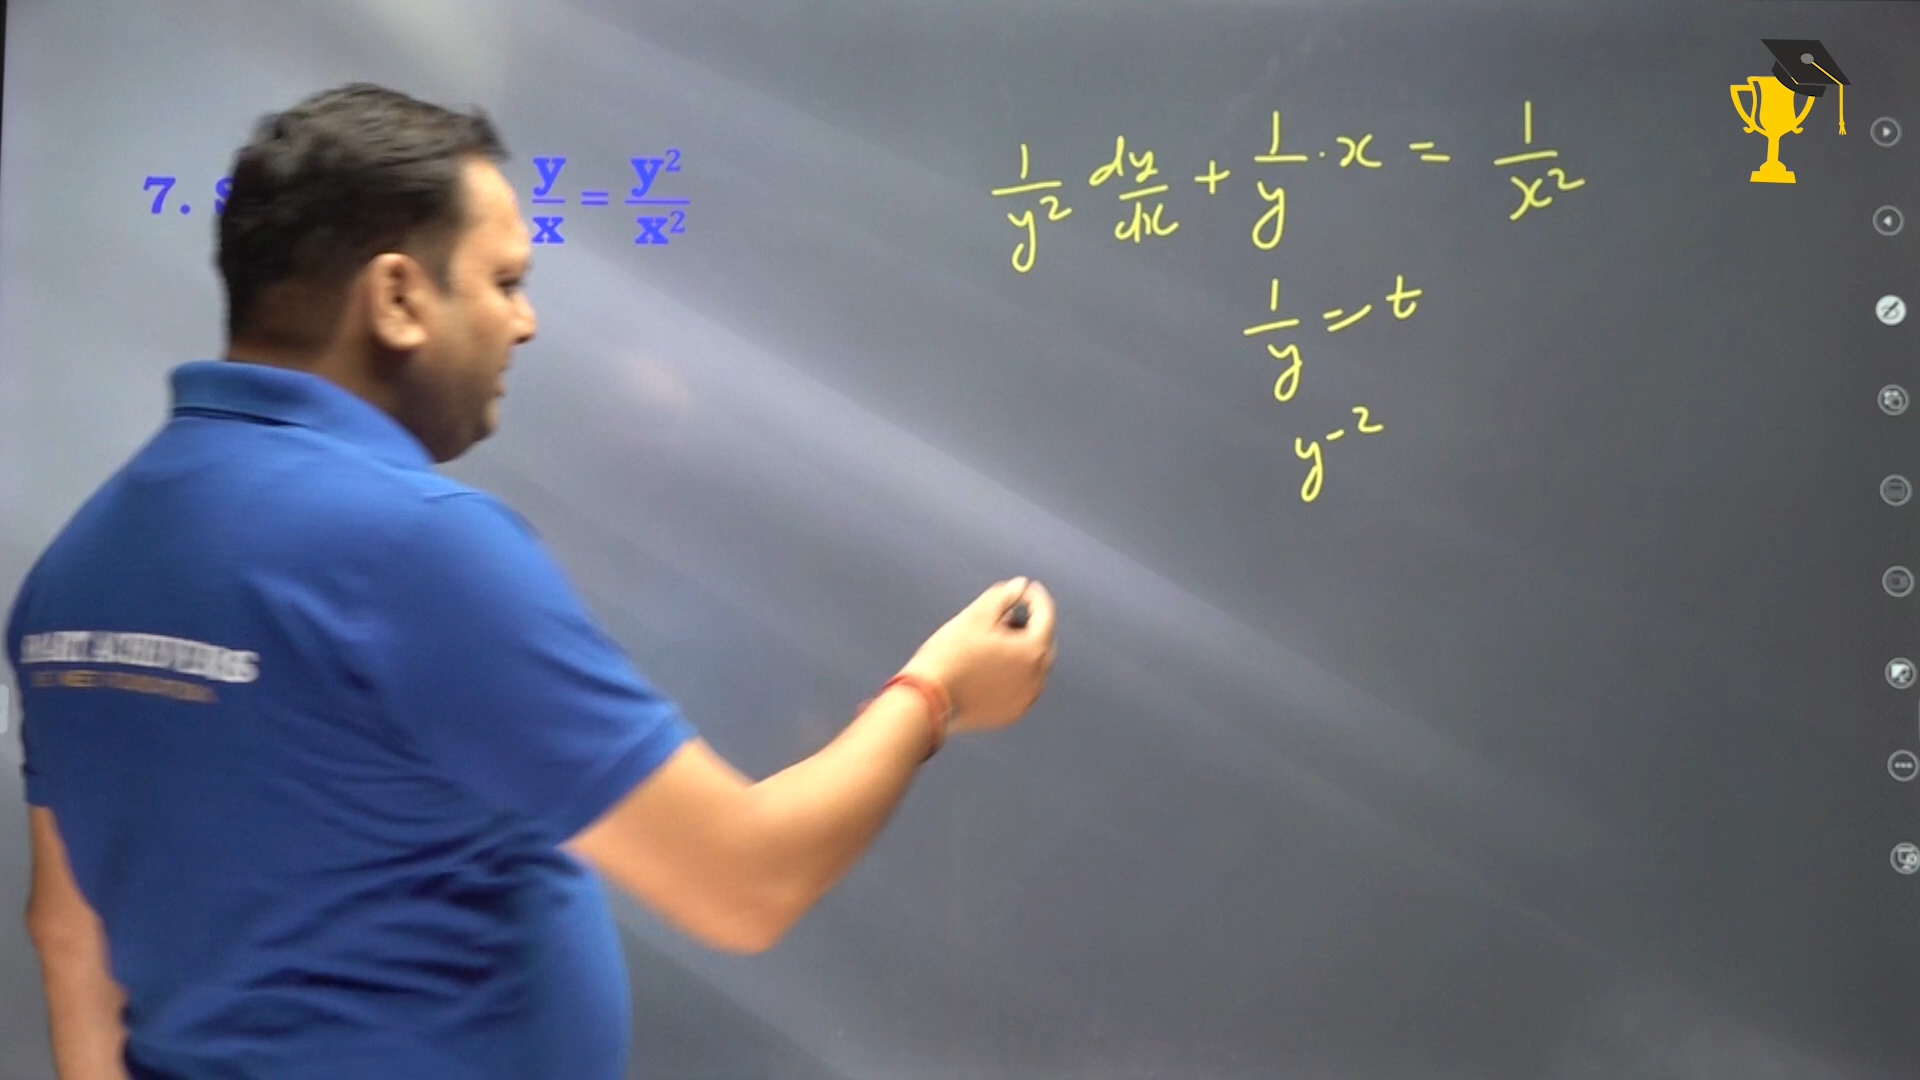 7. S y/x = y²/x²
1/y² dy/dx + 1/y · x = 1/x²
1/y = t
y⁻²